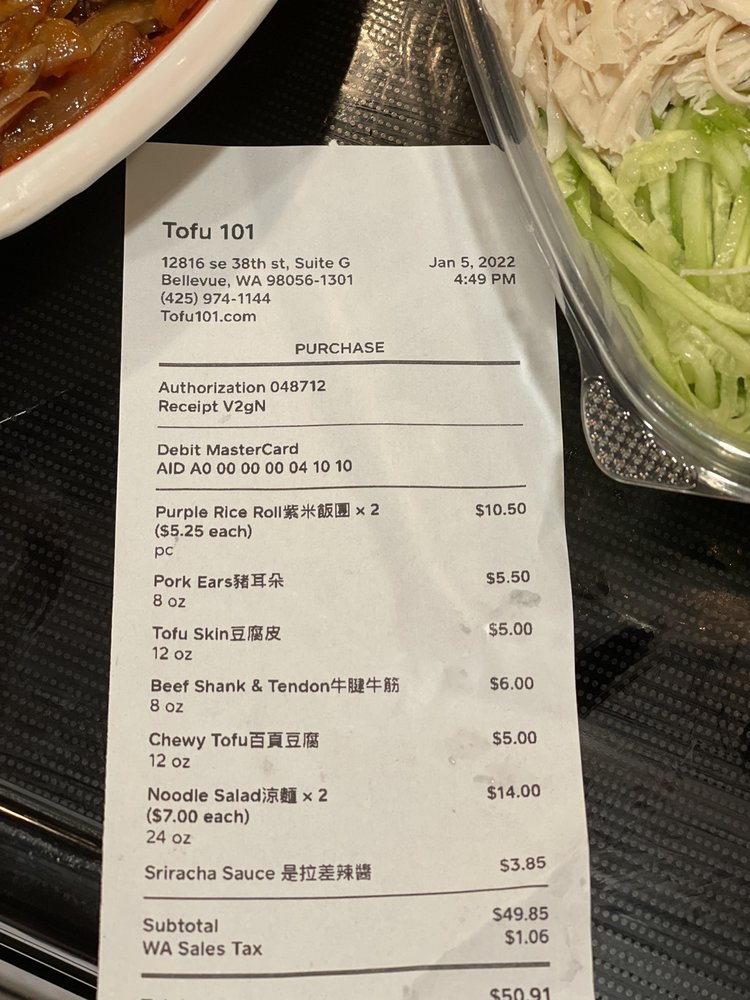 Tofu 101
12816 se 38th st, Suite G
Jan 5, 2022
Bellevue, WA 98056-1301
4:49 PM
(425) 974-1144
Tofu101.com
PURCHASE
Authorization 048712
Receipt V2gN
Debit MasterCard
AID A0 00 00 00 04 10 10
Purple Rice Roll紫米飯團 × 2 $10.50
($5.25 each)
pc
Pork Ears豬耳朵 $5.50
8 oz
Tofu Skin豆腐皮 $5.00
12 oz
Beef Shank & Tendon牛腱牛筋 $6.00
8 oz
Chewy Tofu百頁豆腐 $5.00
12 oz
Noodle Salad涼麵 × 2 $14.00
($7.00 each)
24 oz
Sriracha Sauce 是拉差辣醬 $3.85
Subtotal $49.85
WA Sales Tax $1.06
$50.91